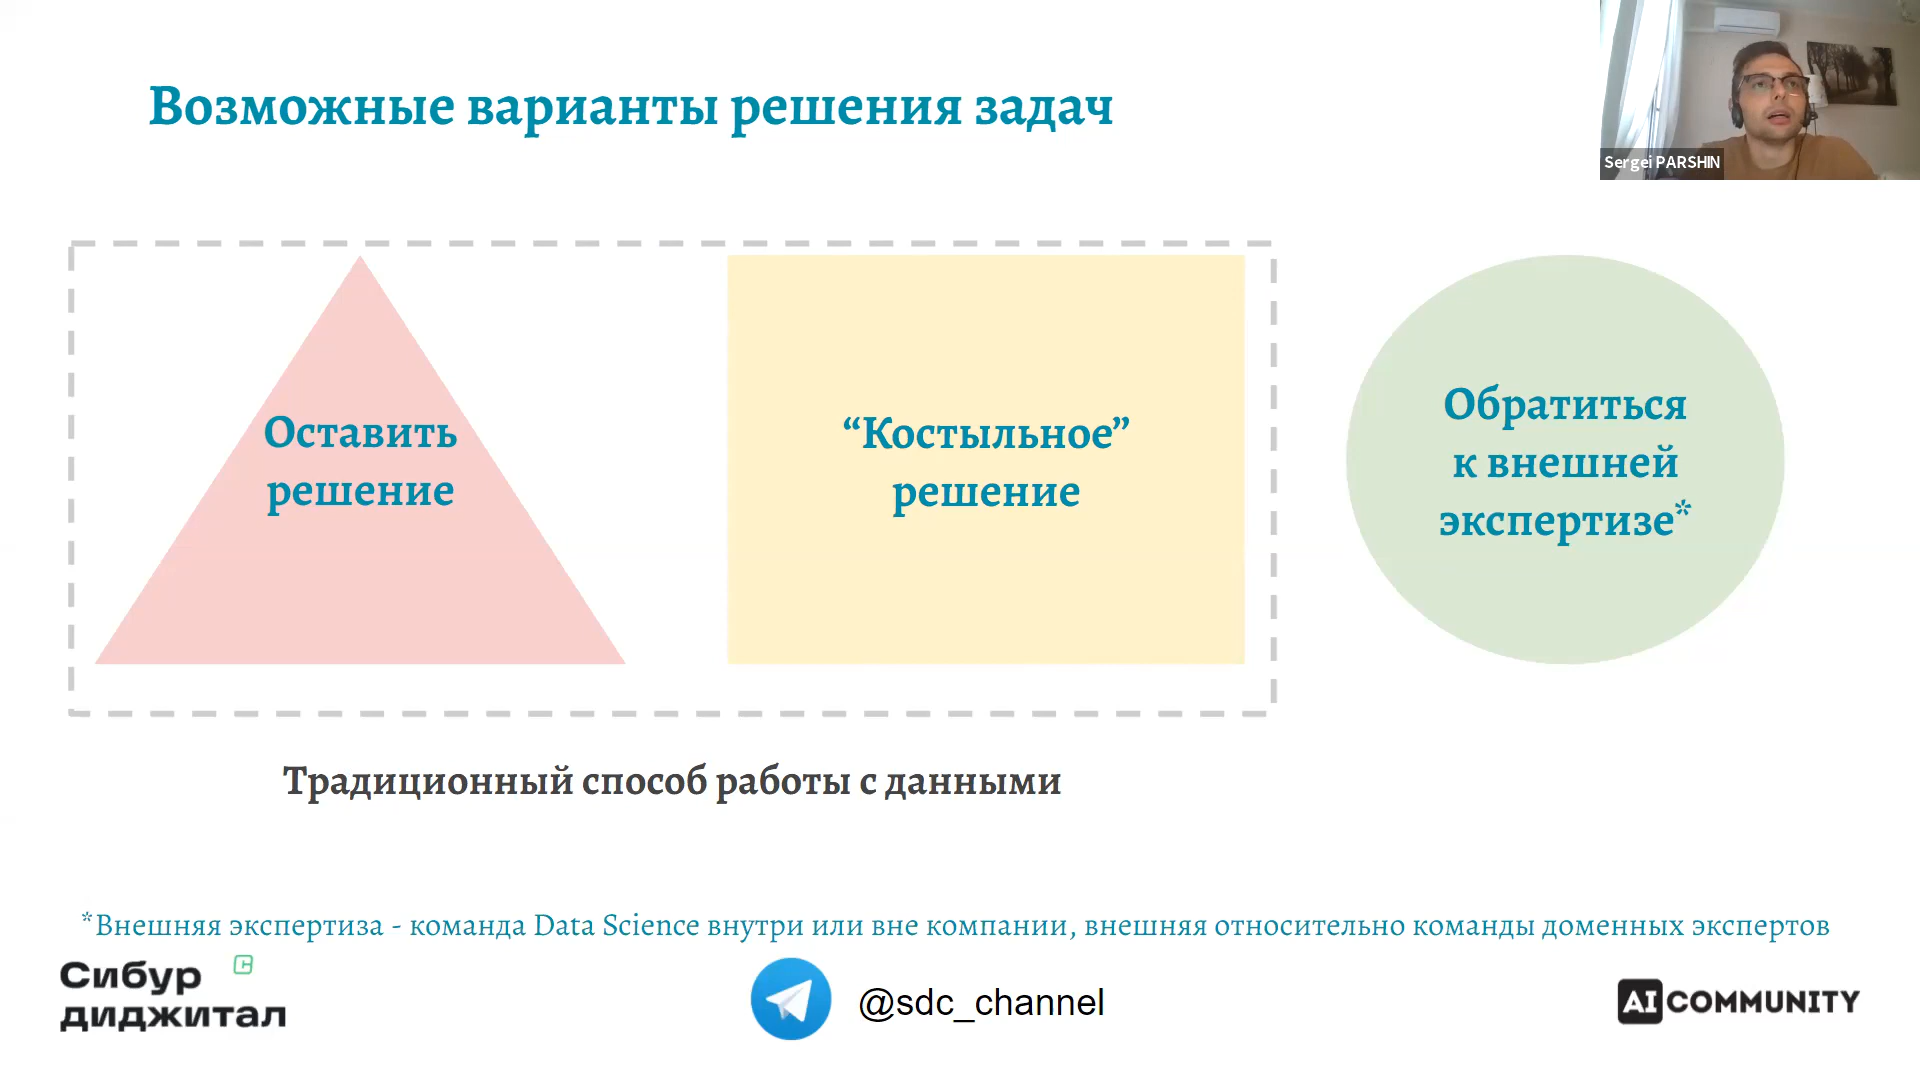 Возможные варианты решения задач
Sergei PARSHIN
Оставить
решение
“Костыльное”
решение
Обратиться
к внешней
экспертизе*
Традиционный способ работы с данными
*Внешняя экспертиза - команда Data Science внутри или вне компании, внешняя относительно команды доменных экспертов
Сибур
диджитал
@sdc_channel
AI COMMUNITY